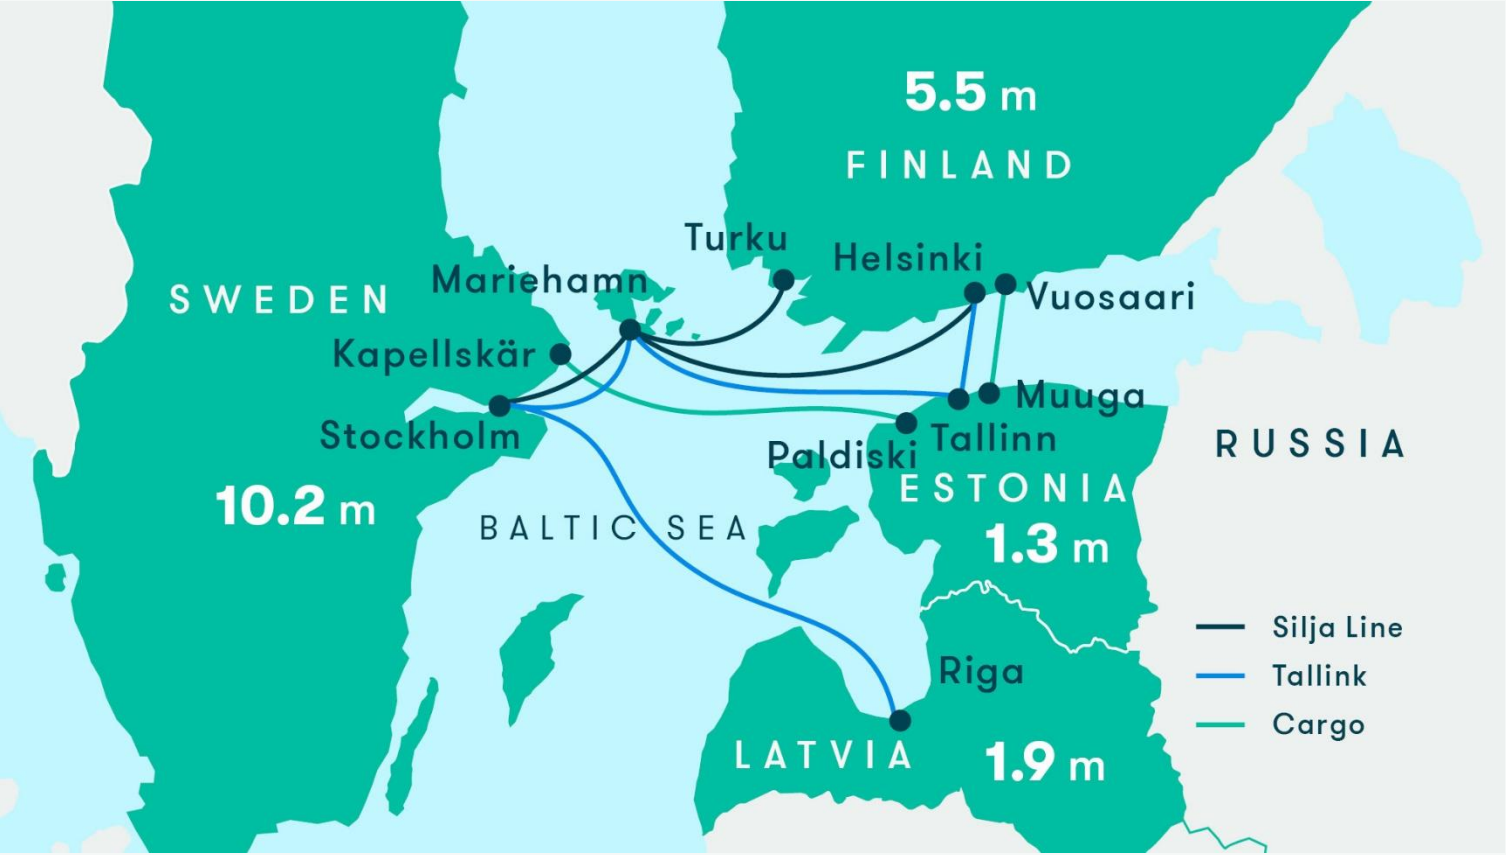 5.5 m
FINLAND
Turku
Helsinki
Mariehamn
Vuosaari
SWEDEN
Kapellskär
Muuga
Stockholm
Tallinn
Paldiski
RUSSIA
ESTONIA
10.2 m
BALTIC SEA
1.3 m
Silja Line
Riga
Tallink
Cargo
LATVIA
1.9 m